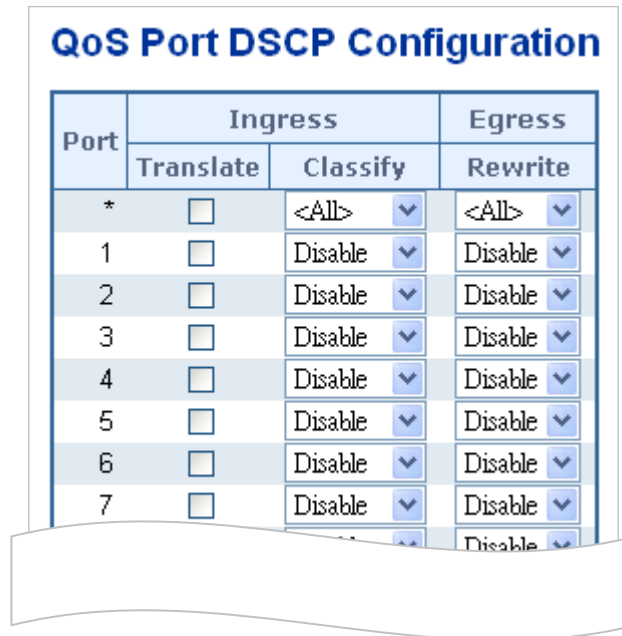 QoS Port DSCP Configuration
Port Ingress Egress
Translate Classify Rewrite
* <All> <All>
1 Disable Disable
2 Disable Disable
3 Disable Disable
4 Disable Disable
5 Disable Disable
6 Disable Disable
7 Disable Disable
Disable